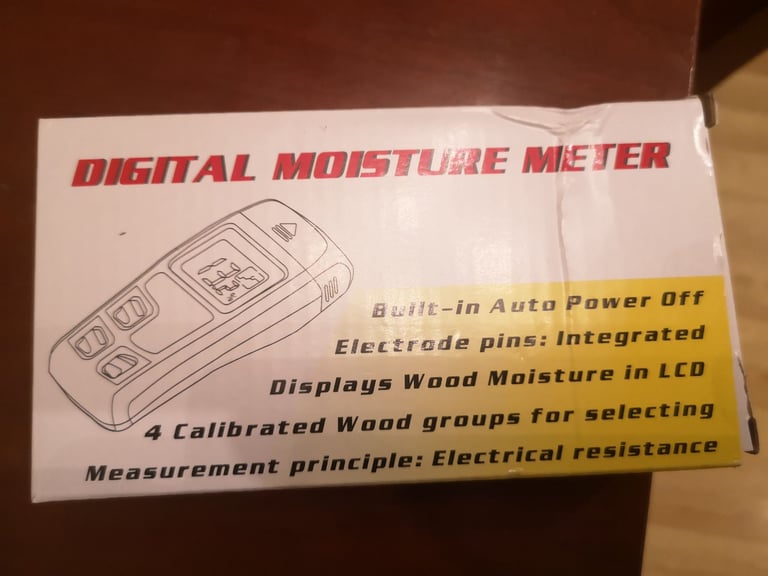 DIGITAL MOISTURE METER
Built-in Auto Power Off
Electrode pins: Integrated
Displays Wood Moisture in LCD
4 Calibrated Wood groups for selecting
Measurement principle: Electrical resistance